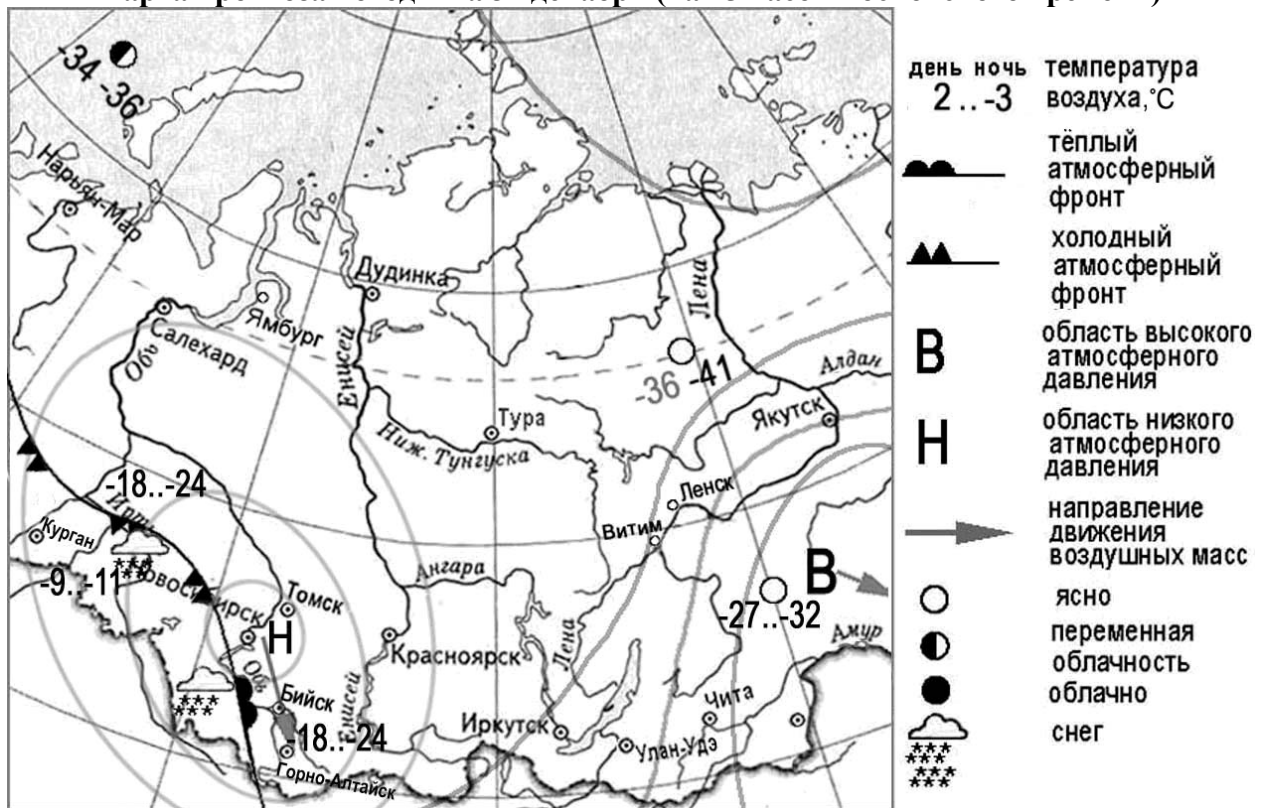 -34 -36
Нарьян-Мар
Дудинка
Салехард
Ямбург
Обь
Енисей
Лена
-36 -41
Алдан
Тура
Ниж. Тунгуска
Якутск
-18..-24
Ленск
Витим
Курган
-9..-11
Ангара
Томск
Н
Красноярск
Лена
В
-27..-32
Амур
Обь
Бийск
-18..-24
Енисей
Горно-Алтайск
Иркутск
Улан-Удэ
Чита
день ночь
2 .. -3
температура
воздуха,°С
тёплый
атмосферный
фронт
холодный
атмосферный
фронт
В
область высокого
атмосферного
давления
Н
область низкого
атмосферного
давления
направление
движения
воздушных масс
ясно
переменная
облачность
облачно
снег